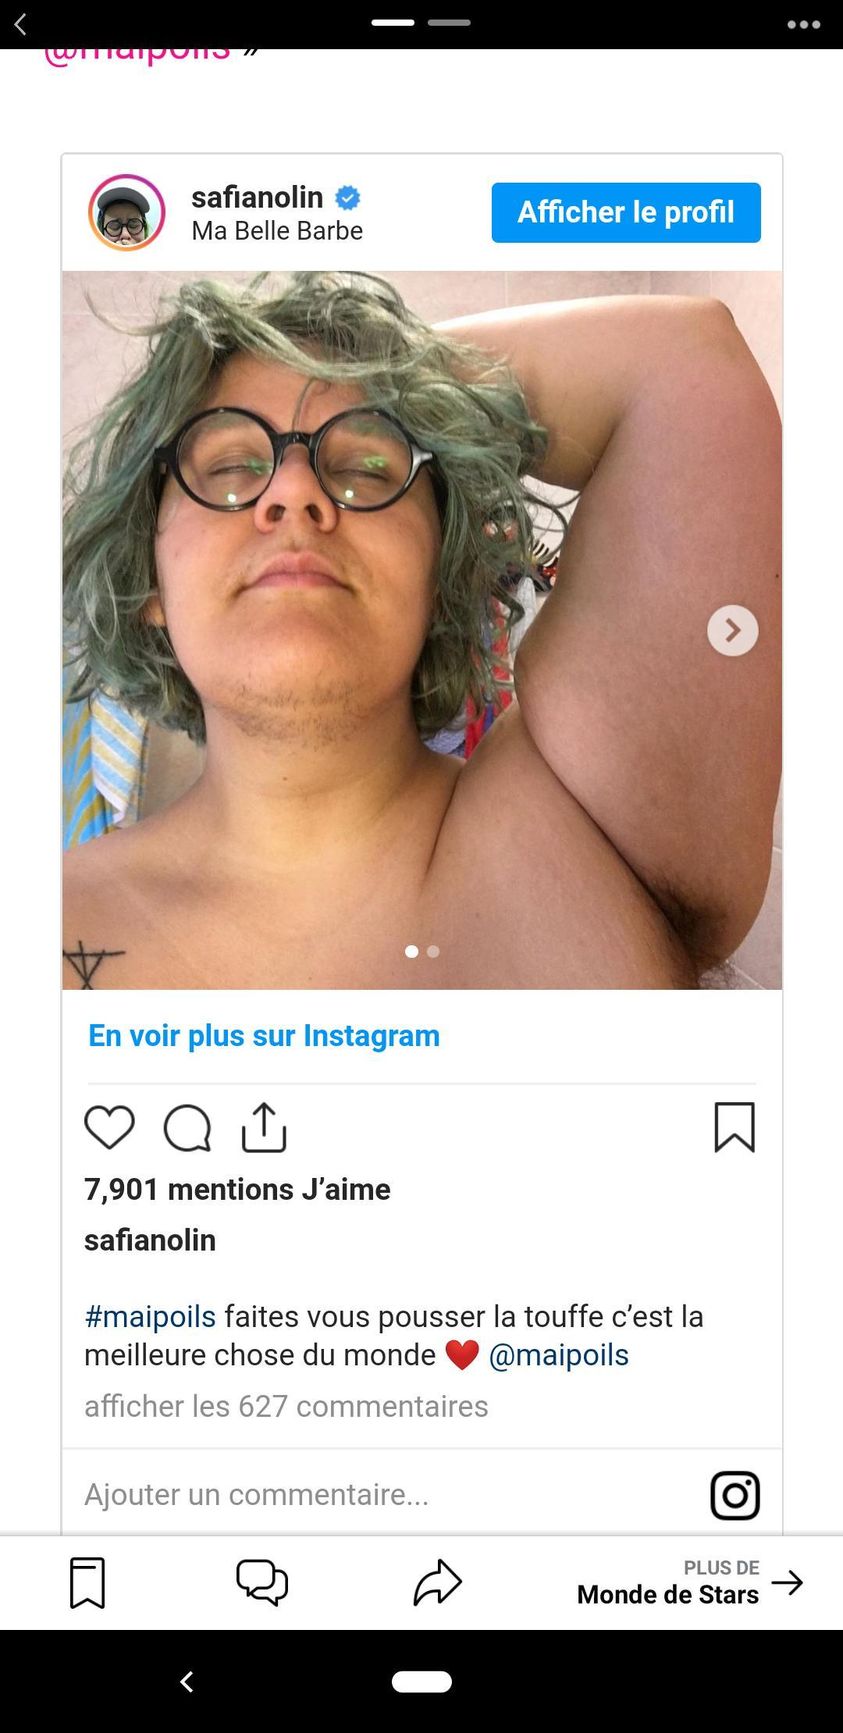 @maipoils »
safianolin
Ma Belle Barbe
Afficher le profil
En voir plus sur Instagram
7,901 mentions J’aime
safianolin
#maipoils faites vous pousser la touffe c’est la
meilleure chose du monde ❤️ @maipoils
afficher les 627 commentaires
Ajouter un commentaire...
PLUS DE
Monde de Stars